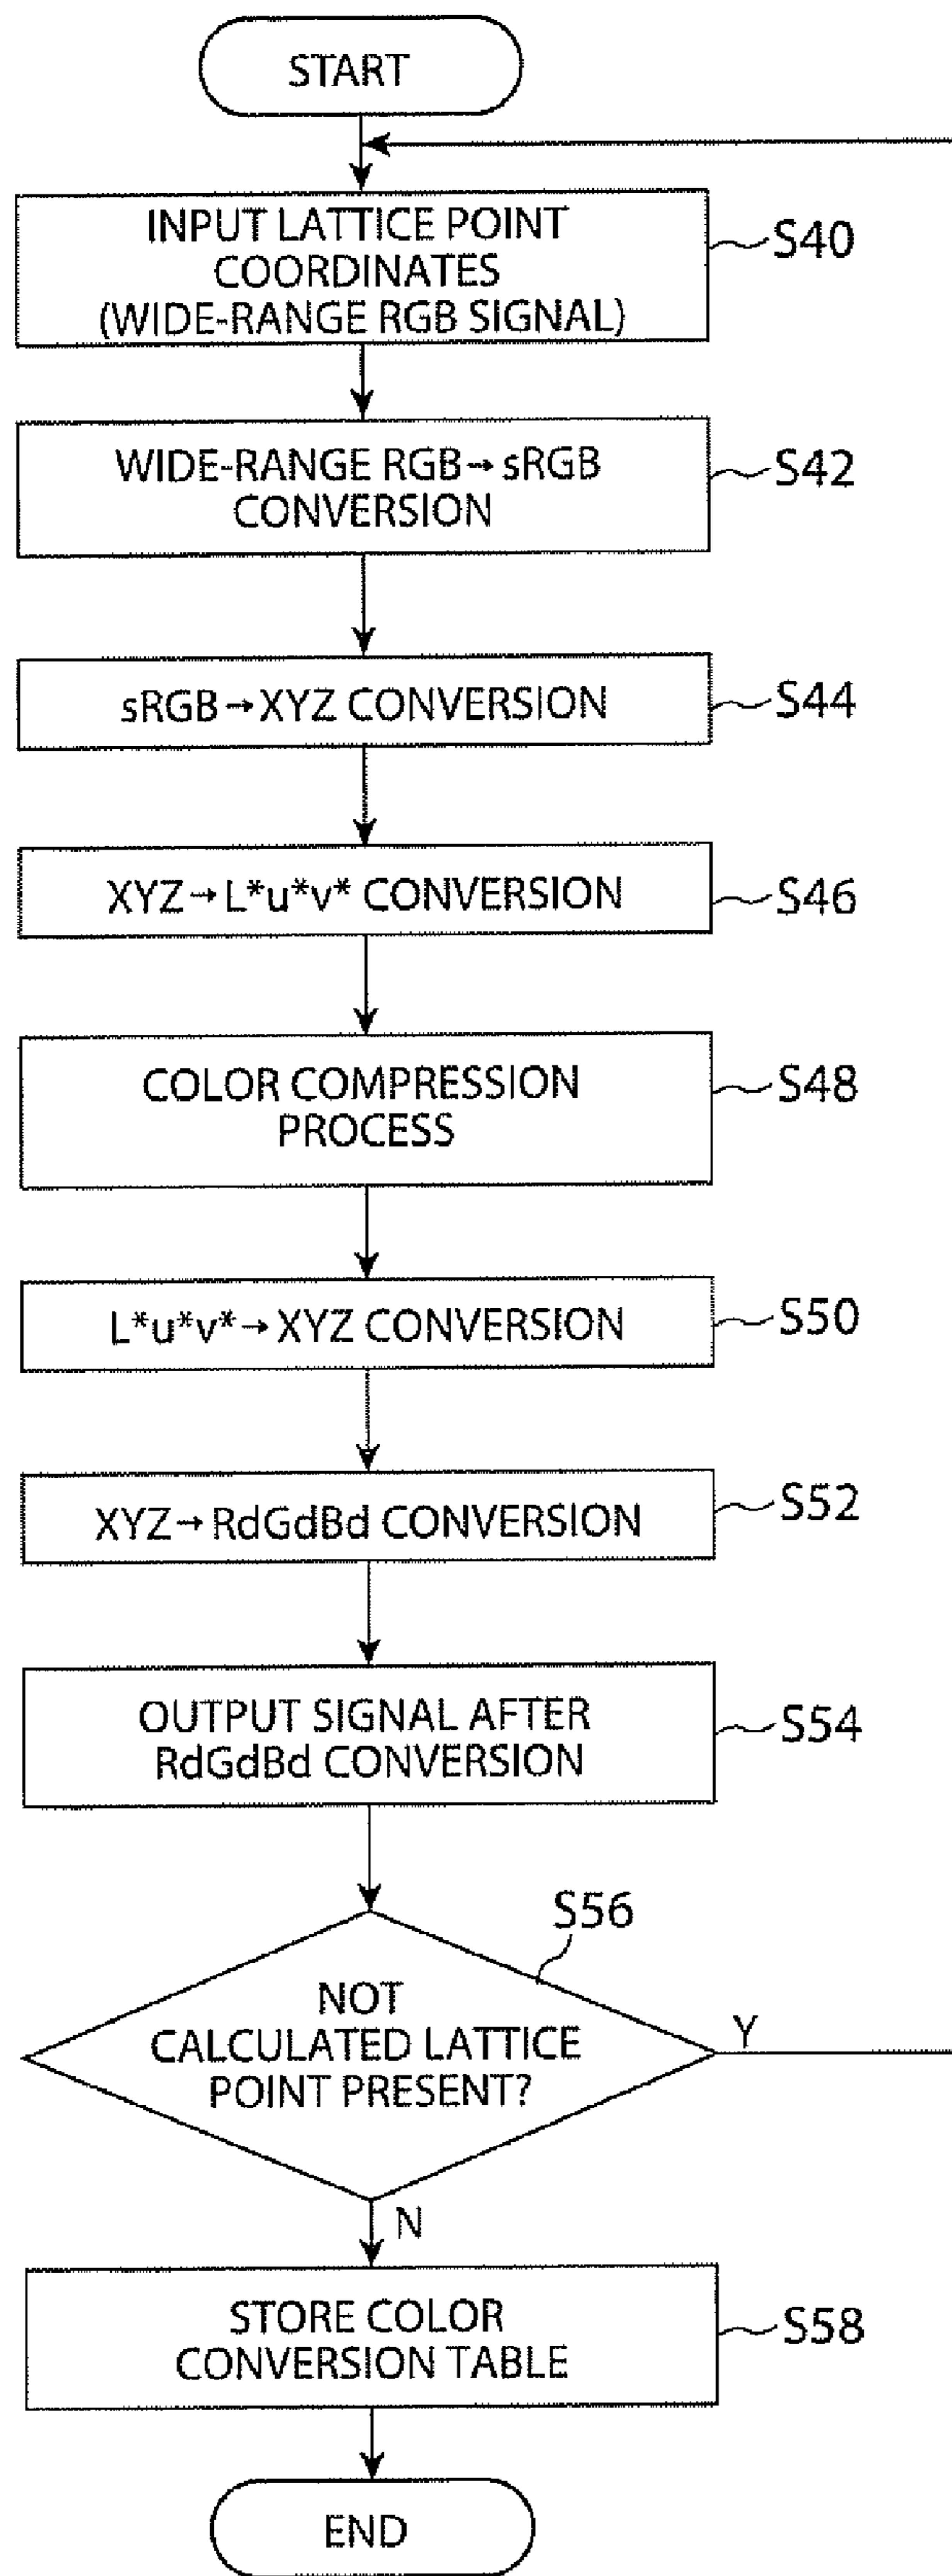 START
INPUT LATTICE POINT
COORDINATES
(WIDE-RANGE RGB SIGNAL)
S40
WIDE-RANGE RGB→sRGB
CONVERSION
S42
sRGB→XYZ CONVERSION
S44
XYZ→L*u*v* CONVERSION
S46
COLOR COMPRESSION
PROCESS
S48
L*u*v*→XYZ CONVERSION
S50
XYZ→RdGdBd CONVERSION
S52
OUTPUT SIGNAL AFTER
RdGdBd CONVERSION
S54
S56
NOT
CALCULATED LATTICE
POINT PRESENT?
Y
N
STORE COLOR
CONVERSION TABLE
S58
END